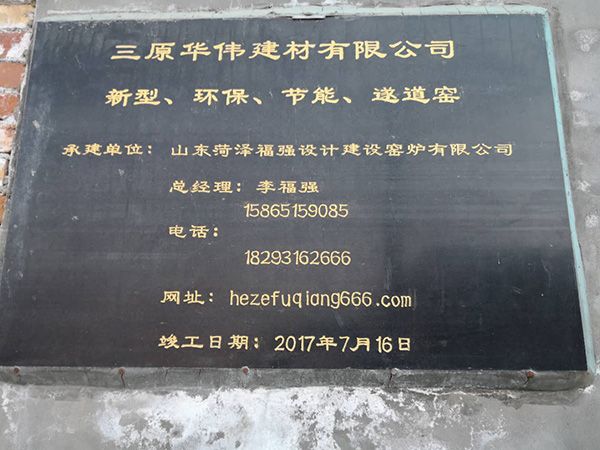 三原华伟建材有限公司
新型、环保、节能、遂道窑
承建单位：山东菏泽福强设计建设窑炉有限公司
总经理：李福强
15865159085
电话：
18293162666
网址：hezefuqiang666.com
竣工日期：2017年7月16日